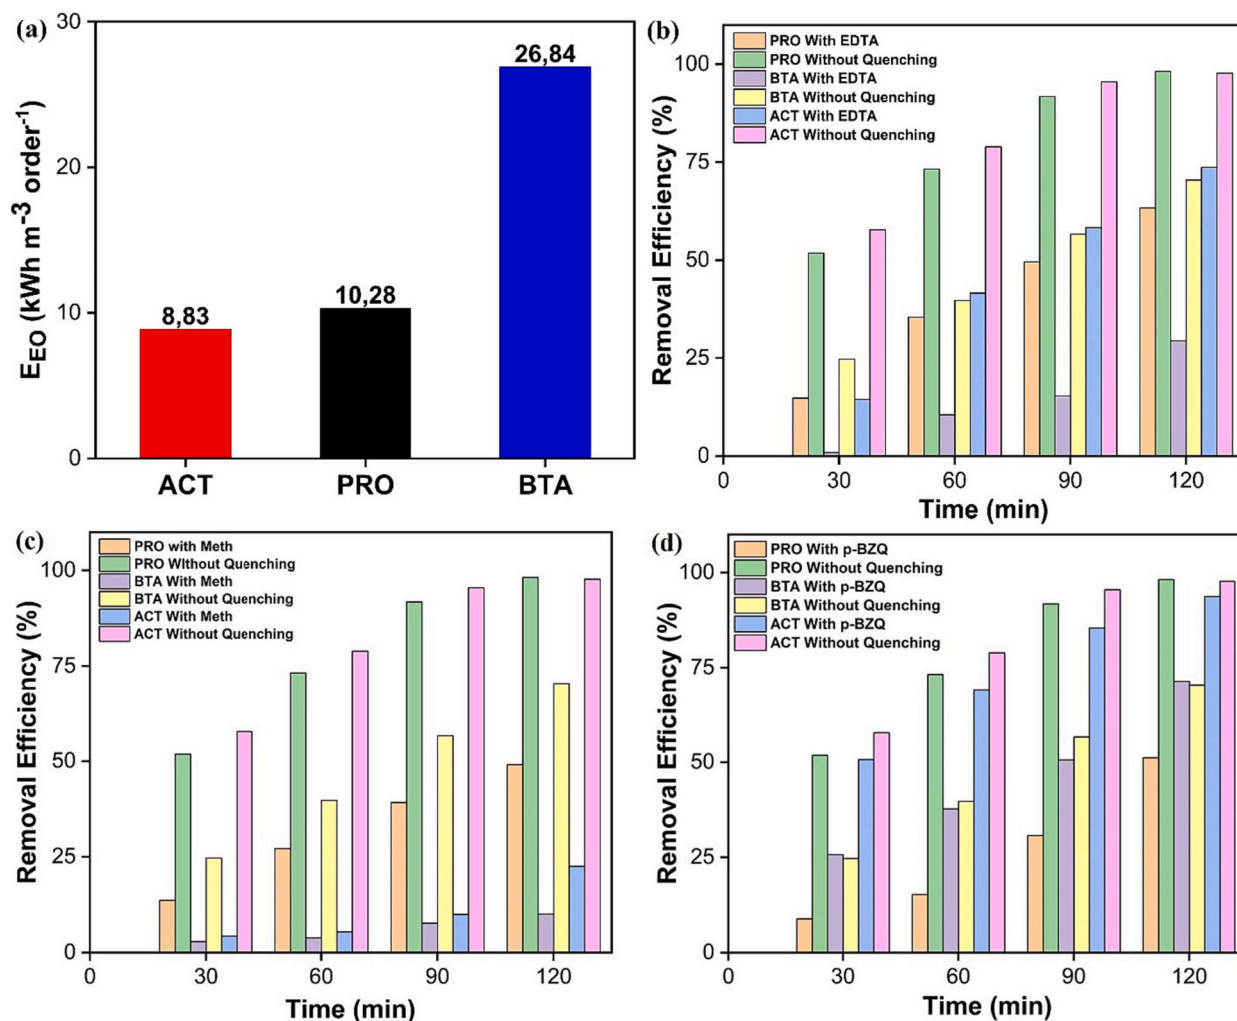 (a)
E_EO (kWh m⁻³ order⁻¹)
30
20
10
0
8,83
10,28
26,84
ACT
PRO
BTA
(b)
Removal Efficiency (%)
100
75
50
25
0
PRO With EDTA
PRO Without Quenching
BTA With EDTA
BTA Without Quenching
ACT With EDTA
ACT Without Quenching
0
30
60
90
120
Time (min)
(c)
Removal Efficiency (%)
100
75
50
25
0
PRO with Meth
PRO WIthout Quenching
BTA With Meth
BTA Without Quenching
ACT With Meth
ACT Without Quenching
0
30
60
90
120
Time (min)
(d)
Removal Efficiency (%)
100
75
50
25
0
PRO With p-BZQ
PRO Without Quenching
BTA With p-BZQ
BTA Without Quenching
ACT With p-BZQ
ACT Without Quenching
0
30
60
90
120
Time (min)